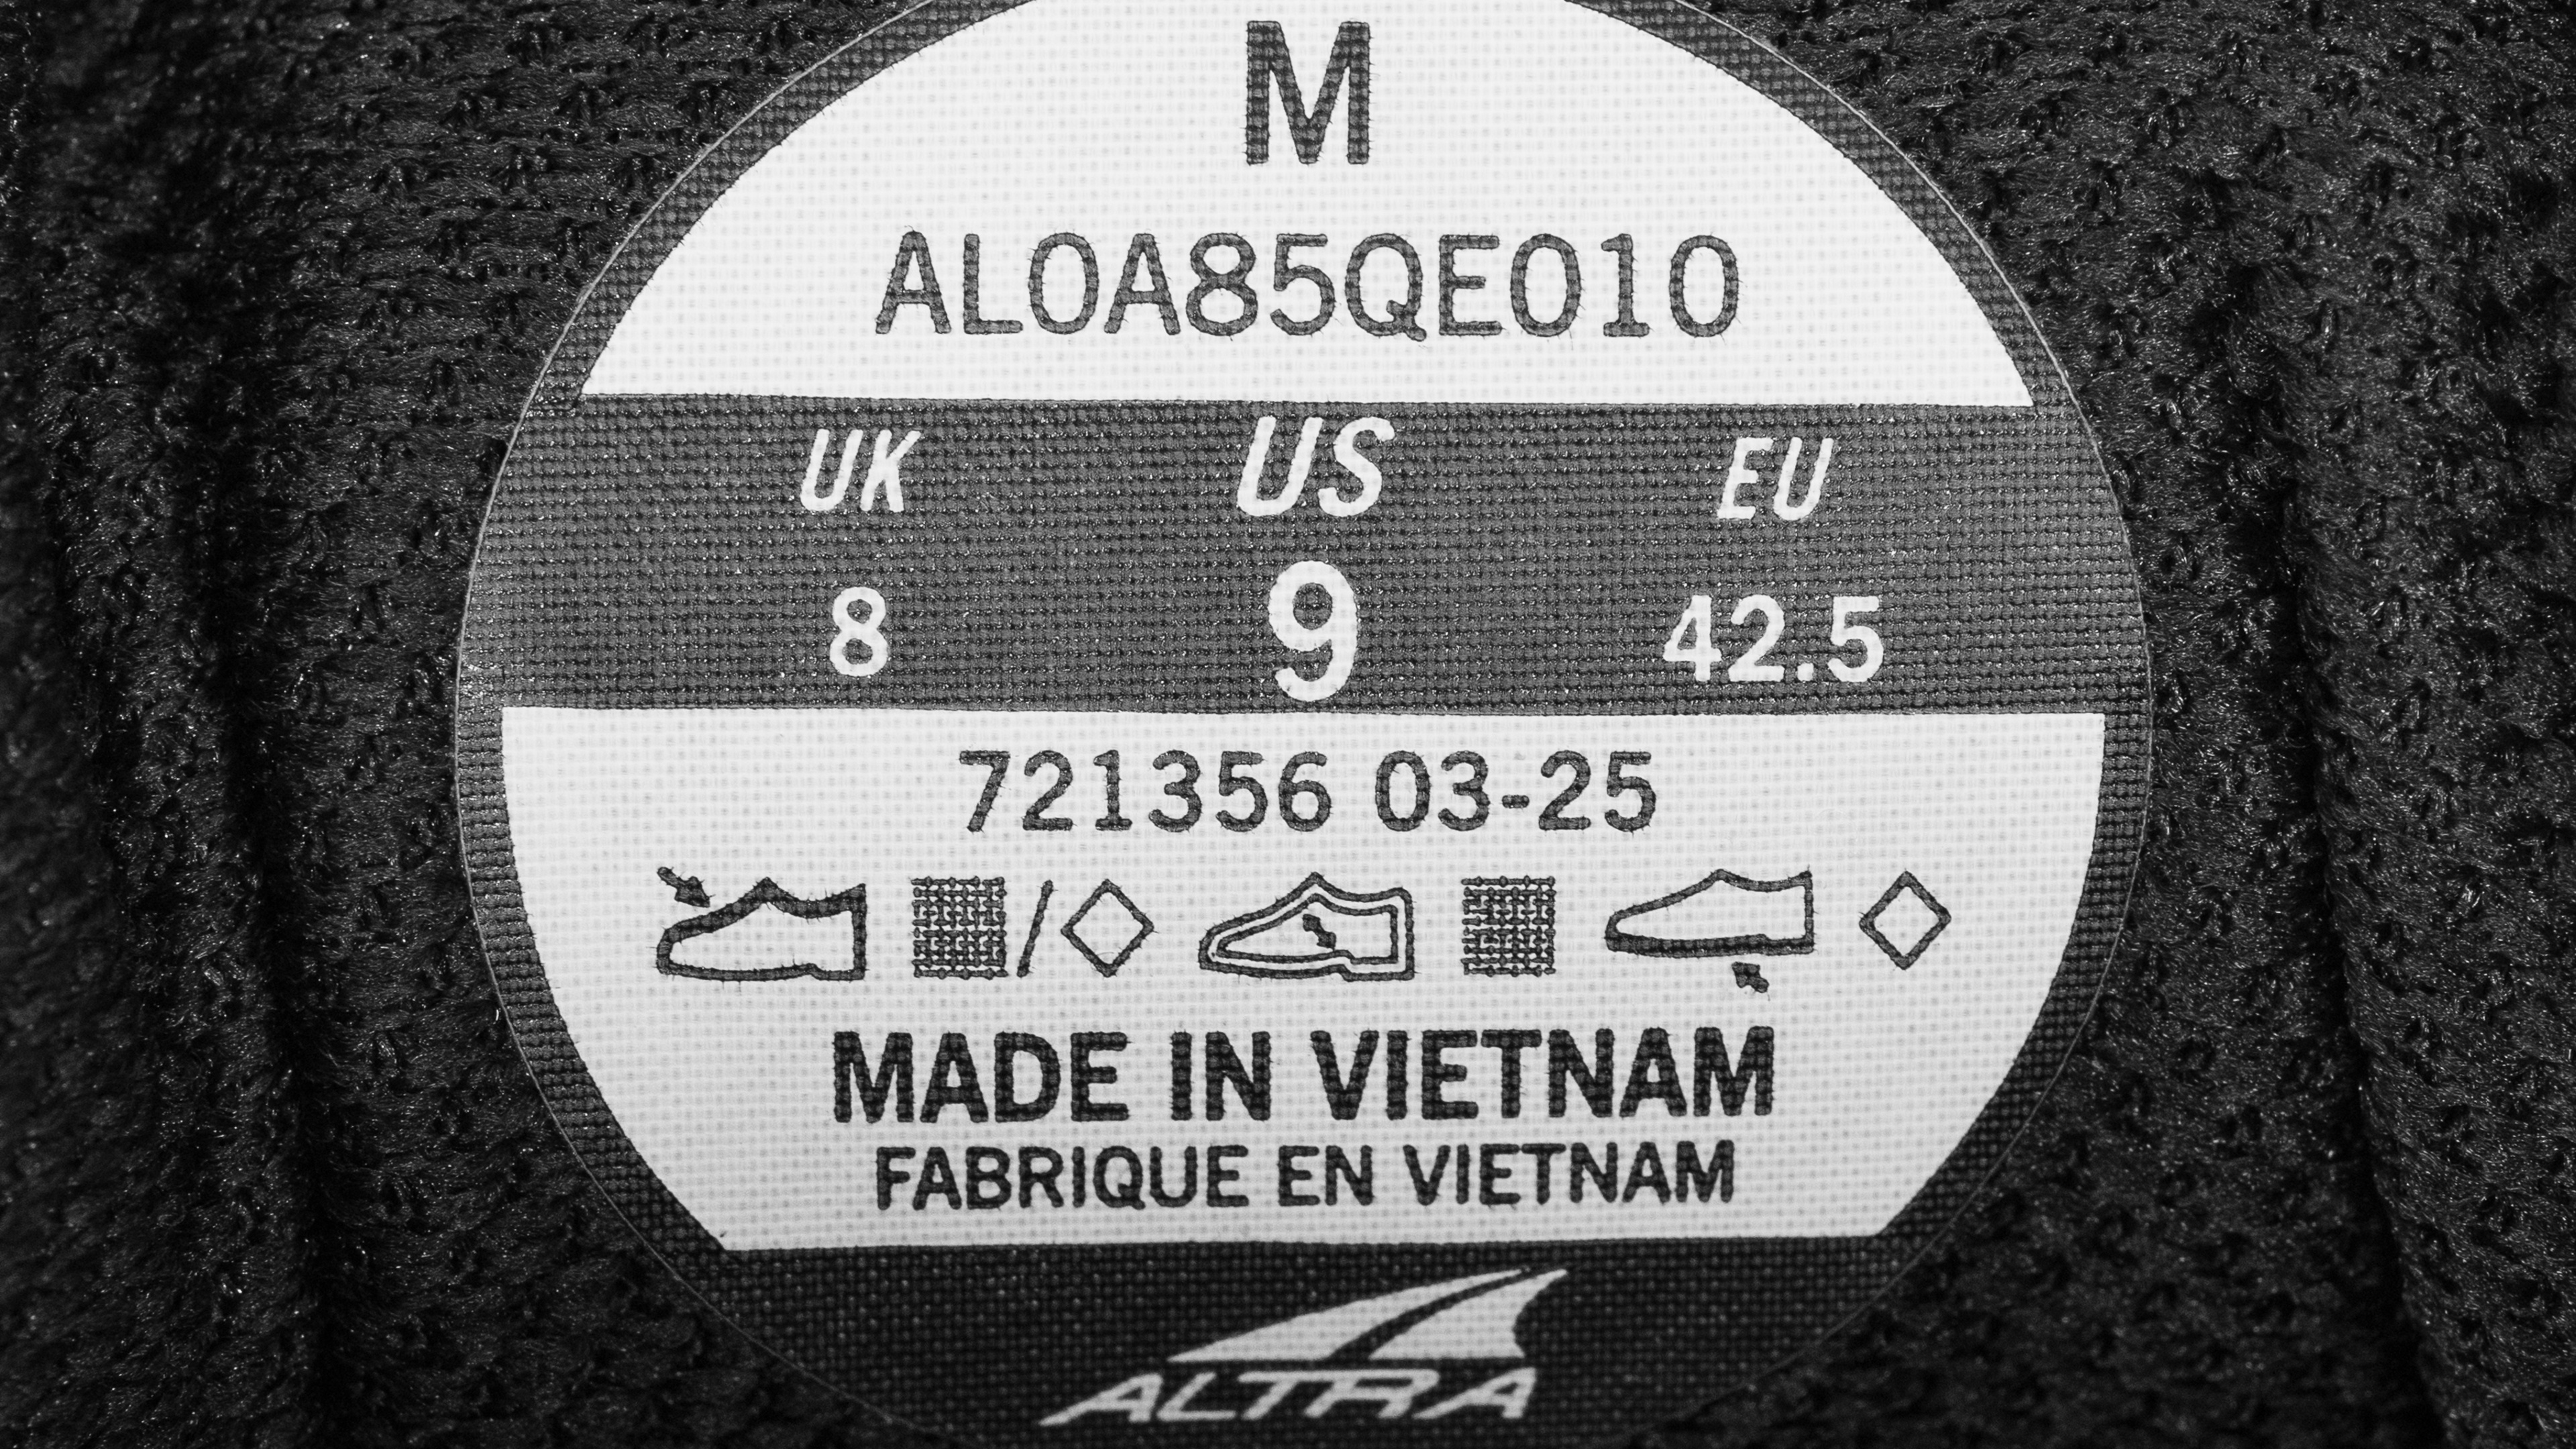 M
AL0A85QE010
UK US EU
8 9 42.5
721356 03-25
MADE IN VIETNAM
FABRIQUE EN VIETNAM
ALTRA